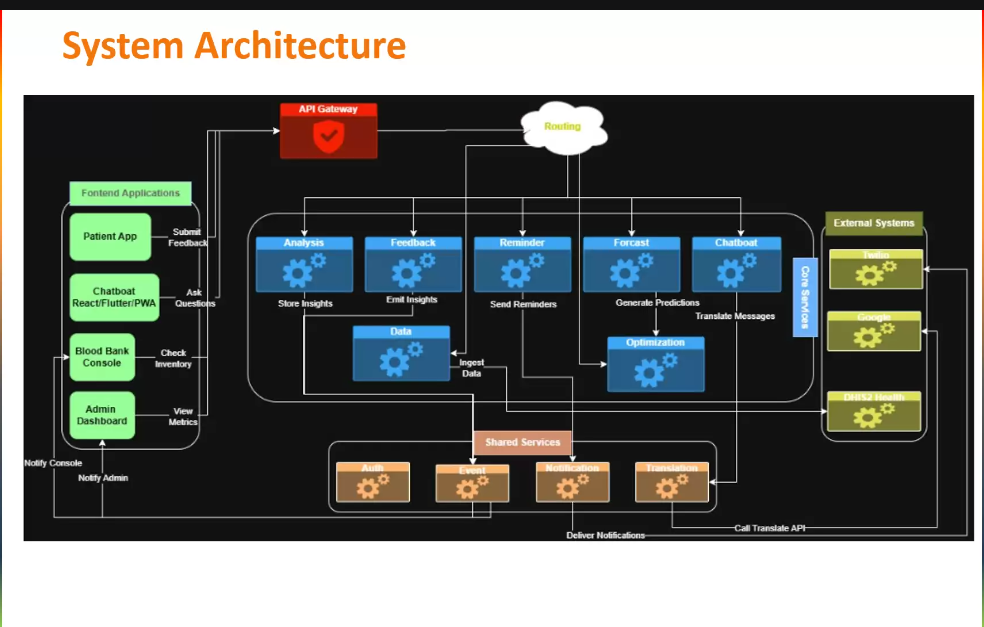 System Architecture
API Gateway
Routing
Fontend Applications
Patient App
Submit
Feedback
Chatboat
React/Flutter/PWA
Ask
Questions
Blood Bank
Console
Check
Inventory
Admin
Dashboard
View
Metrics
Notify Console
Notify Admin
Analysis
Feedback
Reminder
Forcast
Chatboat
Store Insights
Emit Insights
Send Reminders
Generate Predictions
Translate Messages
Data
Ingest
Data
Optimization
Core Services
External Systems
Twilin
Google
DHIS2 Health
Shared Services
Auth
Event
Notification
Translation
Call Translate API
Deliver Notifications